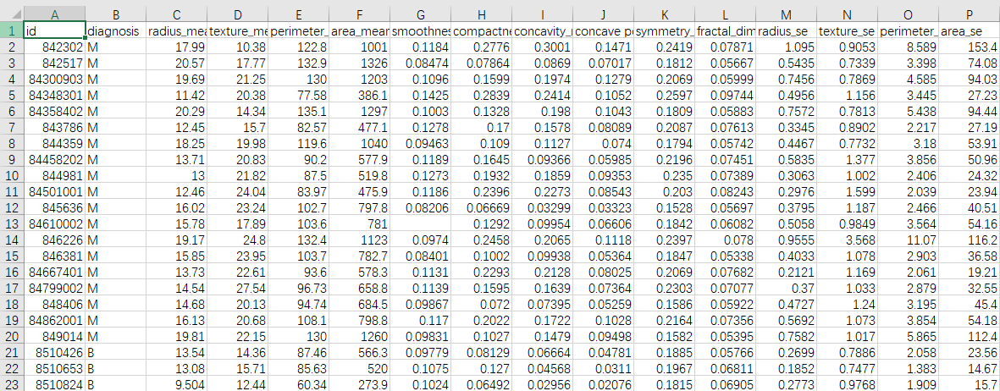 A B C D E F G H I J K L M N O P
1 id diagnosis radius_mea texture_me perimeter_ area_mear smoothnes compactne concavity_ concave p symmetry_ fractal_dim radius_se texture_se perimeter_ area_se
2 842302 M 17.99 10.38 122.8 1001 0.1184 0.2776 0.3001 0.1471 0.2419 0.07871 1.095 0.9053 8.589 153.4
3 842517 M 20.57 17.77 132.9 1326 0.08474 0.07864 0.0869 0.07017 0.1812 0.05667 0.5435 0.7339 3.398 74.08
4 84300903 M 19.69 21.25 130 1203 0.1096 0.1599 0.1974 0.1279 0.2069 0.05999 0.7456 0.7869 4.585 94.03
5 84348301 M 11.42 20.38 77.58 386.1 0.1425 0.2839 0.2414 0.1052 0.2597 0.09744 0.4956 1.156 3.445 27.23
6 84358402 M 20.29 14.34 135.1 1297 0.1003 0.1328 0.198 0.1043 0.1809 0.05883 0.7572 0.7813 5.438 94.44
7 843786 M 12.45 15.7 82.57 477.1 0.1278 0.17 0.1578 0.08089 0.2087 0.07613 0.3345 0.8902 2.217 27.19
8 844359 M 18.25 19.98 119.6 1040 0.09463 0.109 0.1127 0.074 0.1794 0.05742 0.4467 0.7732 3.18 53.91
9 84458202 M 13.71 20.83 90.2 577.9 0.1189 0.1645 0.09366 0.05985 0.2196 0.07451 0.5835 1.377 3.856 50.96
10 844981 M 13 21.82 87.5 519.8 0.1273 0.1932 0.1859 0.09353 0.235 0.07389 0.3063 1.002 2.406 24.32
11 84501001 M 12.46 24.04 83.97 475.9 0.1186 0.2396 0.2273 0.08543 0.203 0.08243 0.2976 1.599 2.039 23.94
12 845636 M 16.02 23.24 102.7 797.8 0.08206 0.06669 0.03299 0.03323 0.1528 0.05697 0.3795 1.187 2.466 40.51
13 84610002 M 15.78 17.89 103.6 781 0.1292 0.09954 0.06606 0.1842 0.06082 0.5058 0.9849 3.564 54.16
14 846226 M 19.17 24.8 132.4 1123 0.0974 0.2458 0.2065 0.1118 0.2397 0.078 0.9555 3.568 11.07 116.2
15 846381 M 15.85 23.95 103.7 782.7 0.08401 0.1002 0.09938 0.05364 0.1847 0.05338 0.4033 1.078 2.903 36.58
16 84667401 M 13.73 22.61 93.6 578.3 0.1131 0.2293 0.2128 0.08025 0.2069 0.07682 0.2121 1.169 2.061 19.21
17 84799002 M 14.54 27.54 96.73 658.8 0.1139 0.1595 0.1639 0.07364 0.2303 0.07077 0.37 1.033 2.879 32.55
18 848406 M 14.68 20.13 94.74 684.5 0.09867 0.072 0.07395 0.05259 0.1586 0.05922 0.4727 1.24 3.195 45.4
19 84862001 M 16.13 20.68 108.1 798.8 0.117 0.2022 0.1722 0.1028 0.2164 0.07356 0.5692 1.073 3.854 54.18
20 849014 M 19.81 22.15 130 1260 0.09831 0.1027 0.1479 0.09498 0.1582 0.05395 0.7582 1.017 5.865 112.4
21 8510426 B 13.54 14.36 87.46 566.3 0.09779 0.08129 0.06664 0.04781 0.1885 0.05766 0.2699 0.7886 2.058 23.56
22 8510653 B 13.08 15.71 85.63 520 0.1075 0.127 0.04568 0.0311 0.1967 0.06811 0.1852 0.7477 1.383 14.67
23 8510824 B 9.504 12.44 60.34 273.9 0.1024 0.06492 0.02956 0.02076 0.1815 0.06905 0.2773 0.9768 1.909 15.7